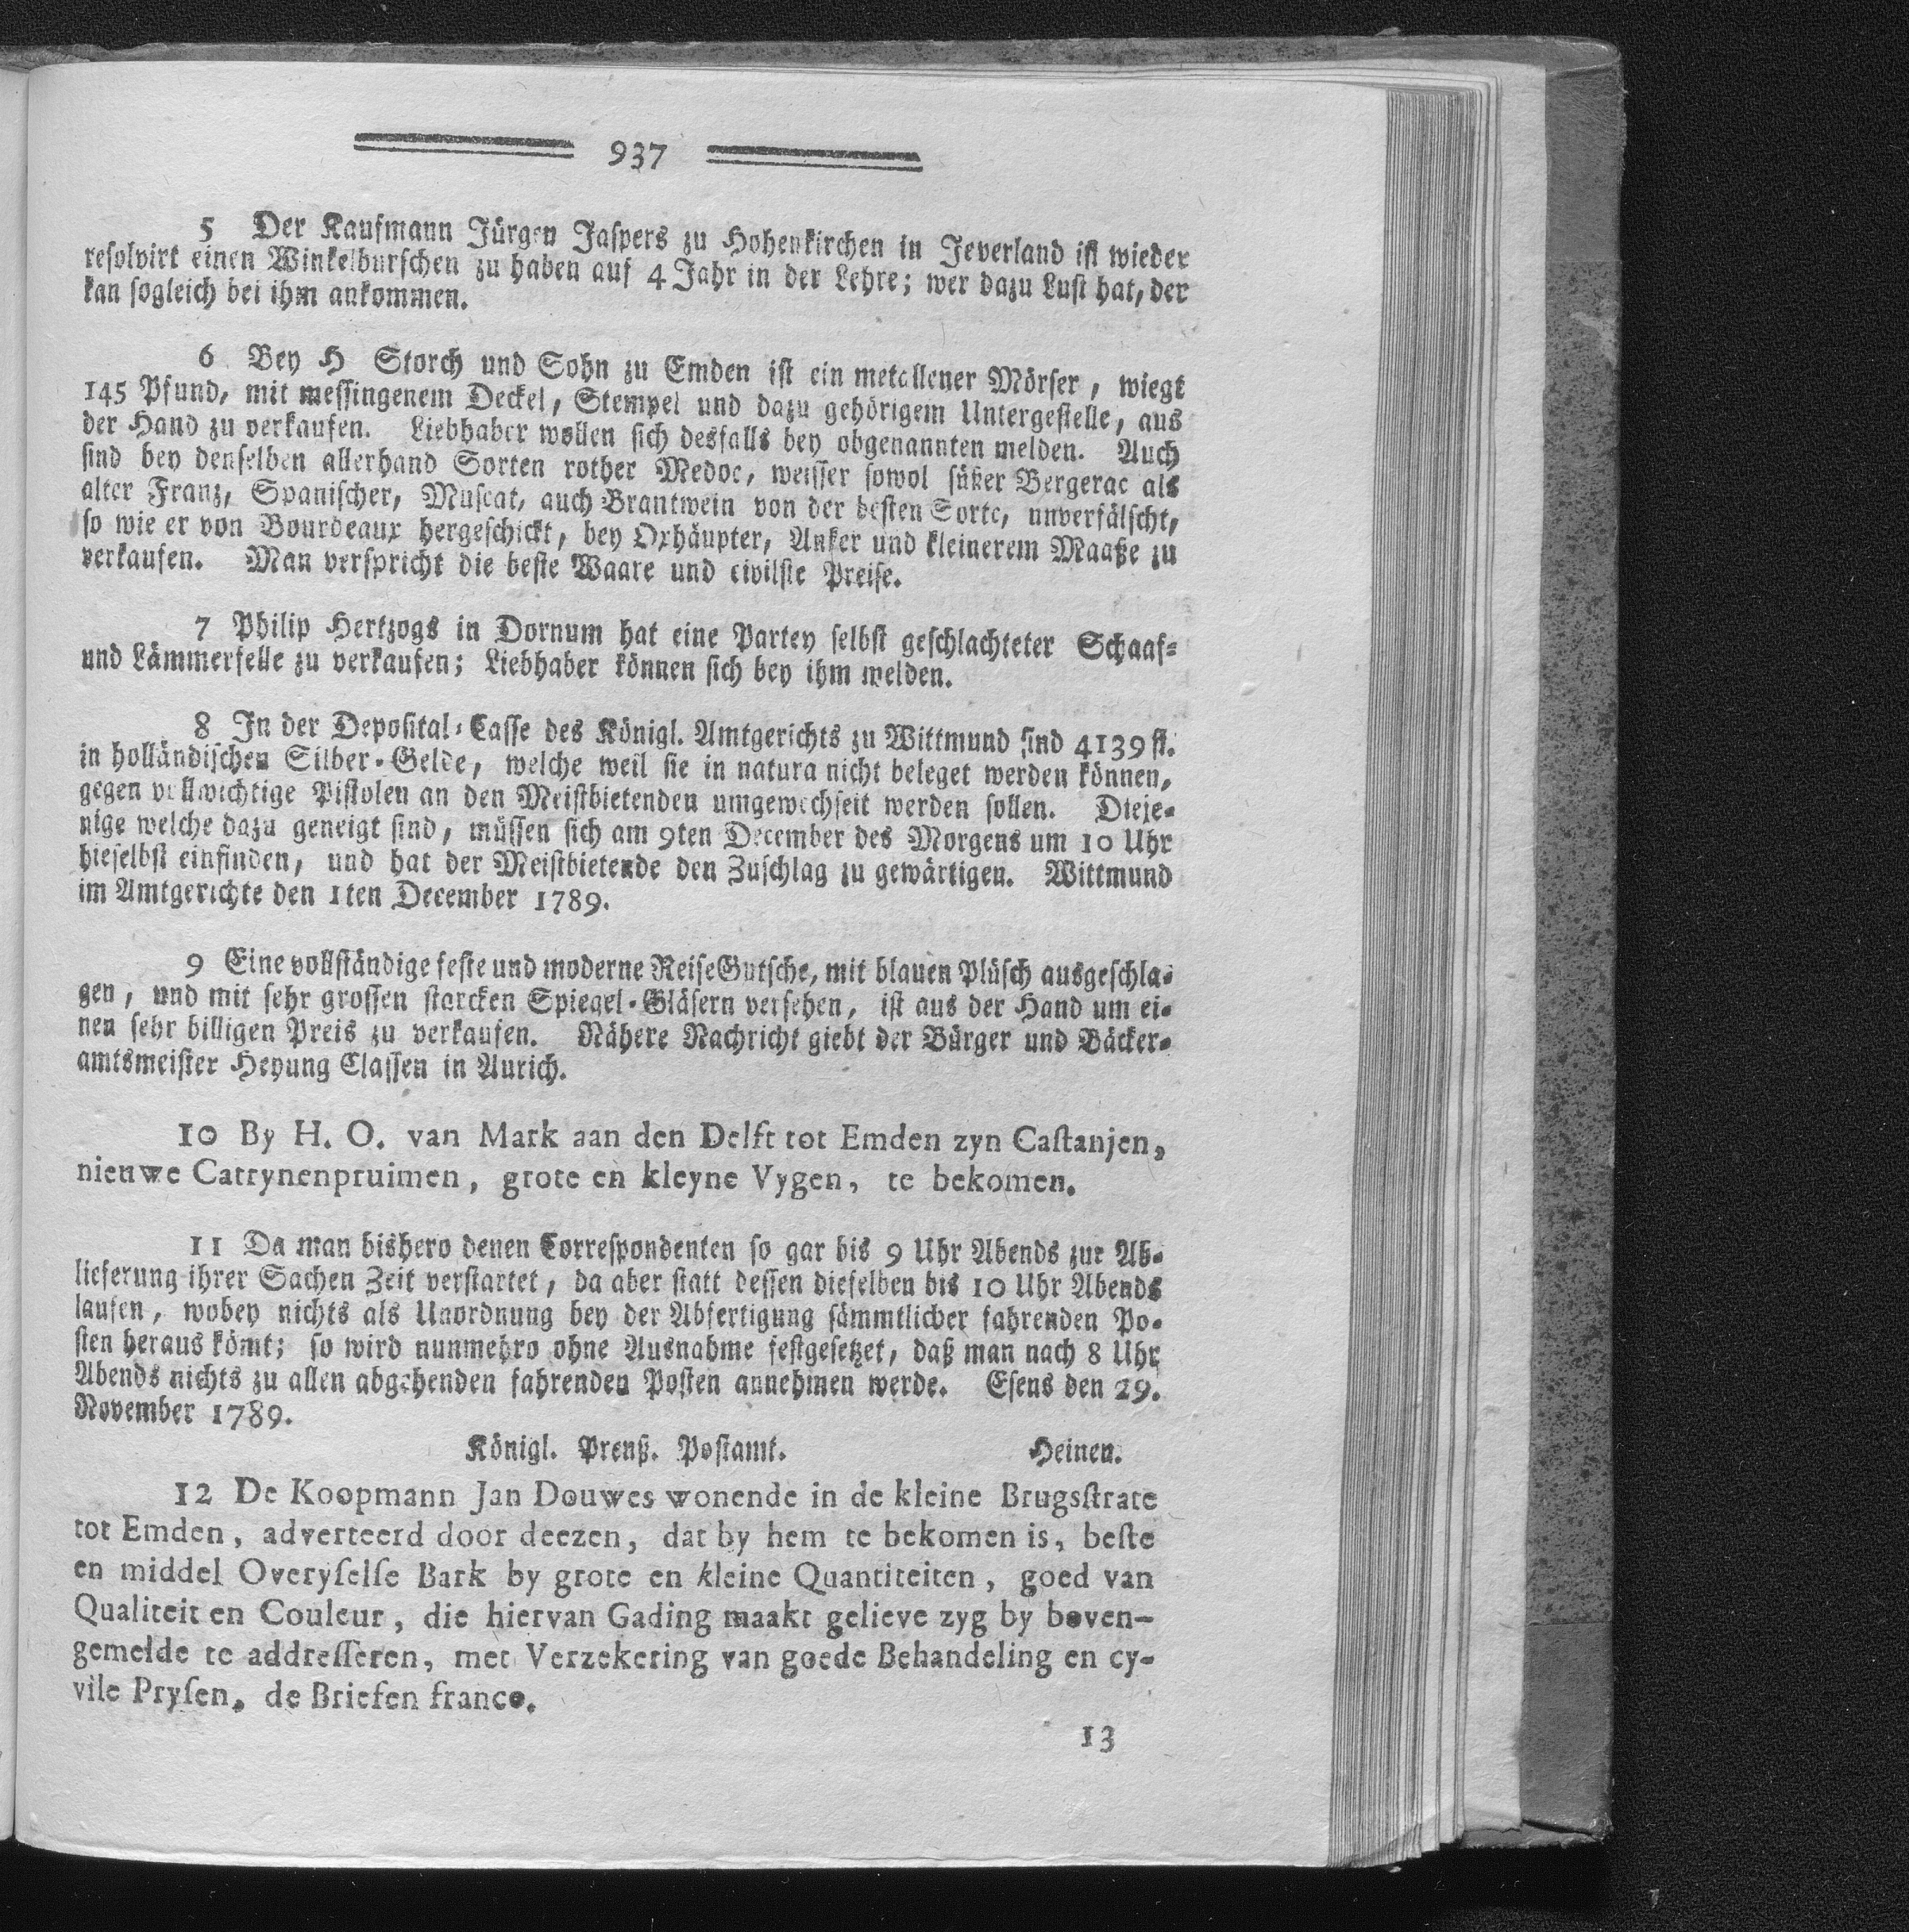 937
5 Der Kaufmann Jürgen Jaspers zu Hohenkirchen in Jeverland ist wieder
resolvirt einen Winkelburschen zu haben auf 4 Jahr in der Lehre; wer dazu Lust hat, der
kan sogleich bei ihm ankommen.
6 Bey H Storch und Sohn zu Emden ist ein metallener Mörser, wiegt
145 Pfund, mit messingenem Deckel, Stempel und dazu gehörigem Untergestelle, aus
der Hand zu verkaufen. Liebhaber wollen sich desfalls bey obgenannten melden. Auch
sind bey denselben allerhand Sorten rother Medoc, weisser sowol süßer Bergerac als
alter Franz, Spanischer, Muscat, auch Brantwein von der besten Sorte, unverfälscht,
so wie er von Bourdeaux hergeschickt, bey Oxhäupter, Anker und kleinerem Maaße zu
verkaufen. Man verspricht die beste Waare und civilste Preise.
7 Philip Hertzogs in Dornum hat eine Partey selbst geschlachteter Schaaf-
und Lämmerfelle zu verkaufen; Liebhaber können sich bey ihm melden.
8 In der Deposital-Casse des Königl. Amtgerichts zu Wittmund sind 4139 fl.
in holländischen Silber-Gelde, welche weil sie in natura nicht beleget werden können,
gegen vollwichtige Pistolen an den Meistbietenden umgewechselt werden sollen. Dieje-
nige welche dazu geneigt sind, müssen sich am 9ten December des Morgens um 10 Uhr
hieselbst einfinden, und hat der Meistbietende den Zuschlag zu gewärtigen. Wittmund
im Amtgerichte den 1ten December 1789.
9 Eine vollständige feste und moderne ReiseGutsche, mit blauen Plüsch ausgeschla-
gen, und mit sehr grossen starcken Spiegel-Gläsern versehen, ist aus der Hand um ei-
nen sehr billigen Preis zu verkaufen. Nähere Nachricht giebt der Bürger und Bäcker-
amtsmeister Heyung Classen in Aurich.
10 By H. O. van Mark aan den Delft tot Emden zyn Castanjen,
nieuwe Catrynenpruimen, grote en kleyne Vygen, te bekomen.
11 Da man bishero denen Correspondenten so gar bis 9 Uhr Abends zur Ab-
lieferung ihrer Sachen Zeit verstartet, da aber statt dessen dieselben bis 10 Uhr Abends
laufen, wobey nichts als Unordnung bey der Abfertigung sämmtlicher fahrenden Po-
sten heraus kömt; so wird nunmehro ohne Ausnahme festgesetzet, daß man nach 8 Uhr
Abends nichts zu allen abgehenden fahrenden Posten annehmen werde. Esens den 29.
November 1789.
Königl. Preuß. Postamt. Heinen.
12 De Koopmann Jan Douwes wonende in de kleine Brugsstrate
tot Emden, adverteerd door deezen, dat by hem te bekomen is, beste
en middel Overyselse Bark by grote en kleine Quantiteiten, goed van
Qualiteit en Couleur, die hiervan Gading maakt gelieve zyg by boven-
gemelde te addresseren, met Verzekering van goede Behandeling en cy-
vile Prysen, de Briefen franco.
13